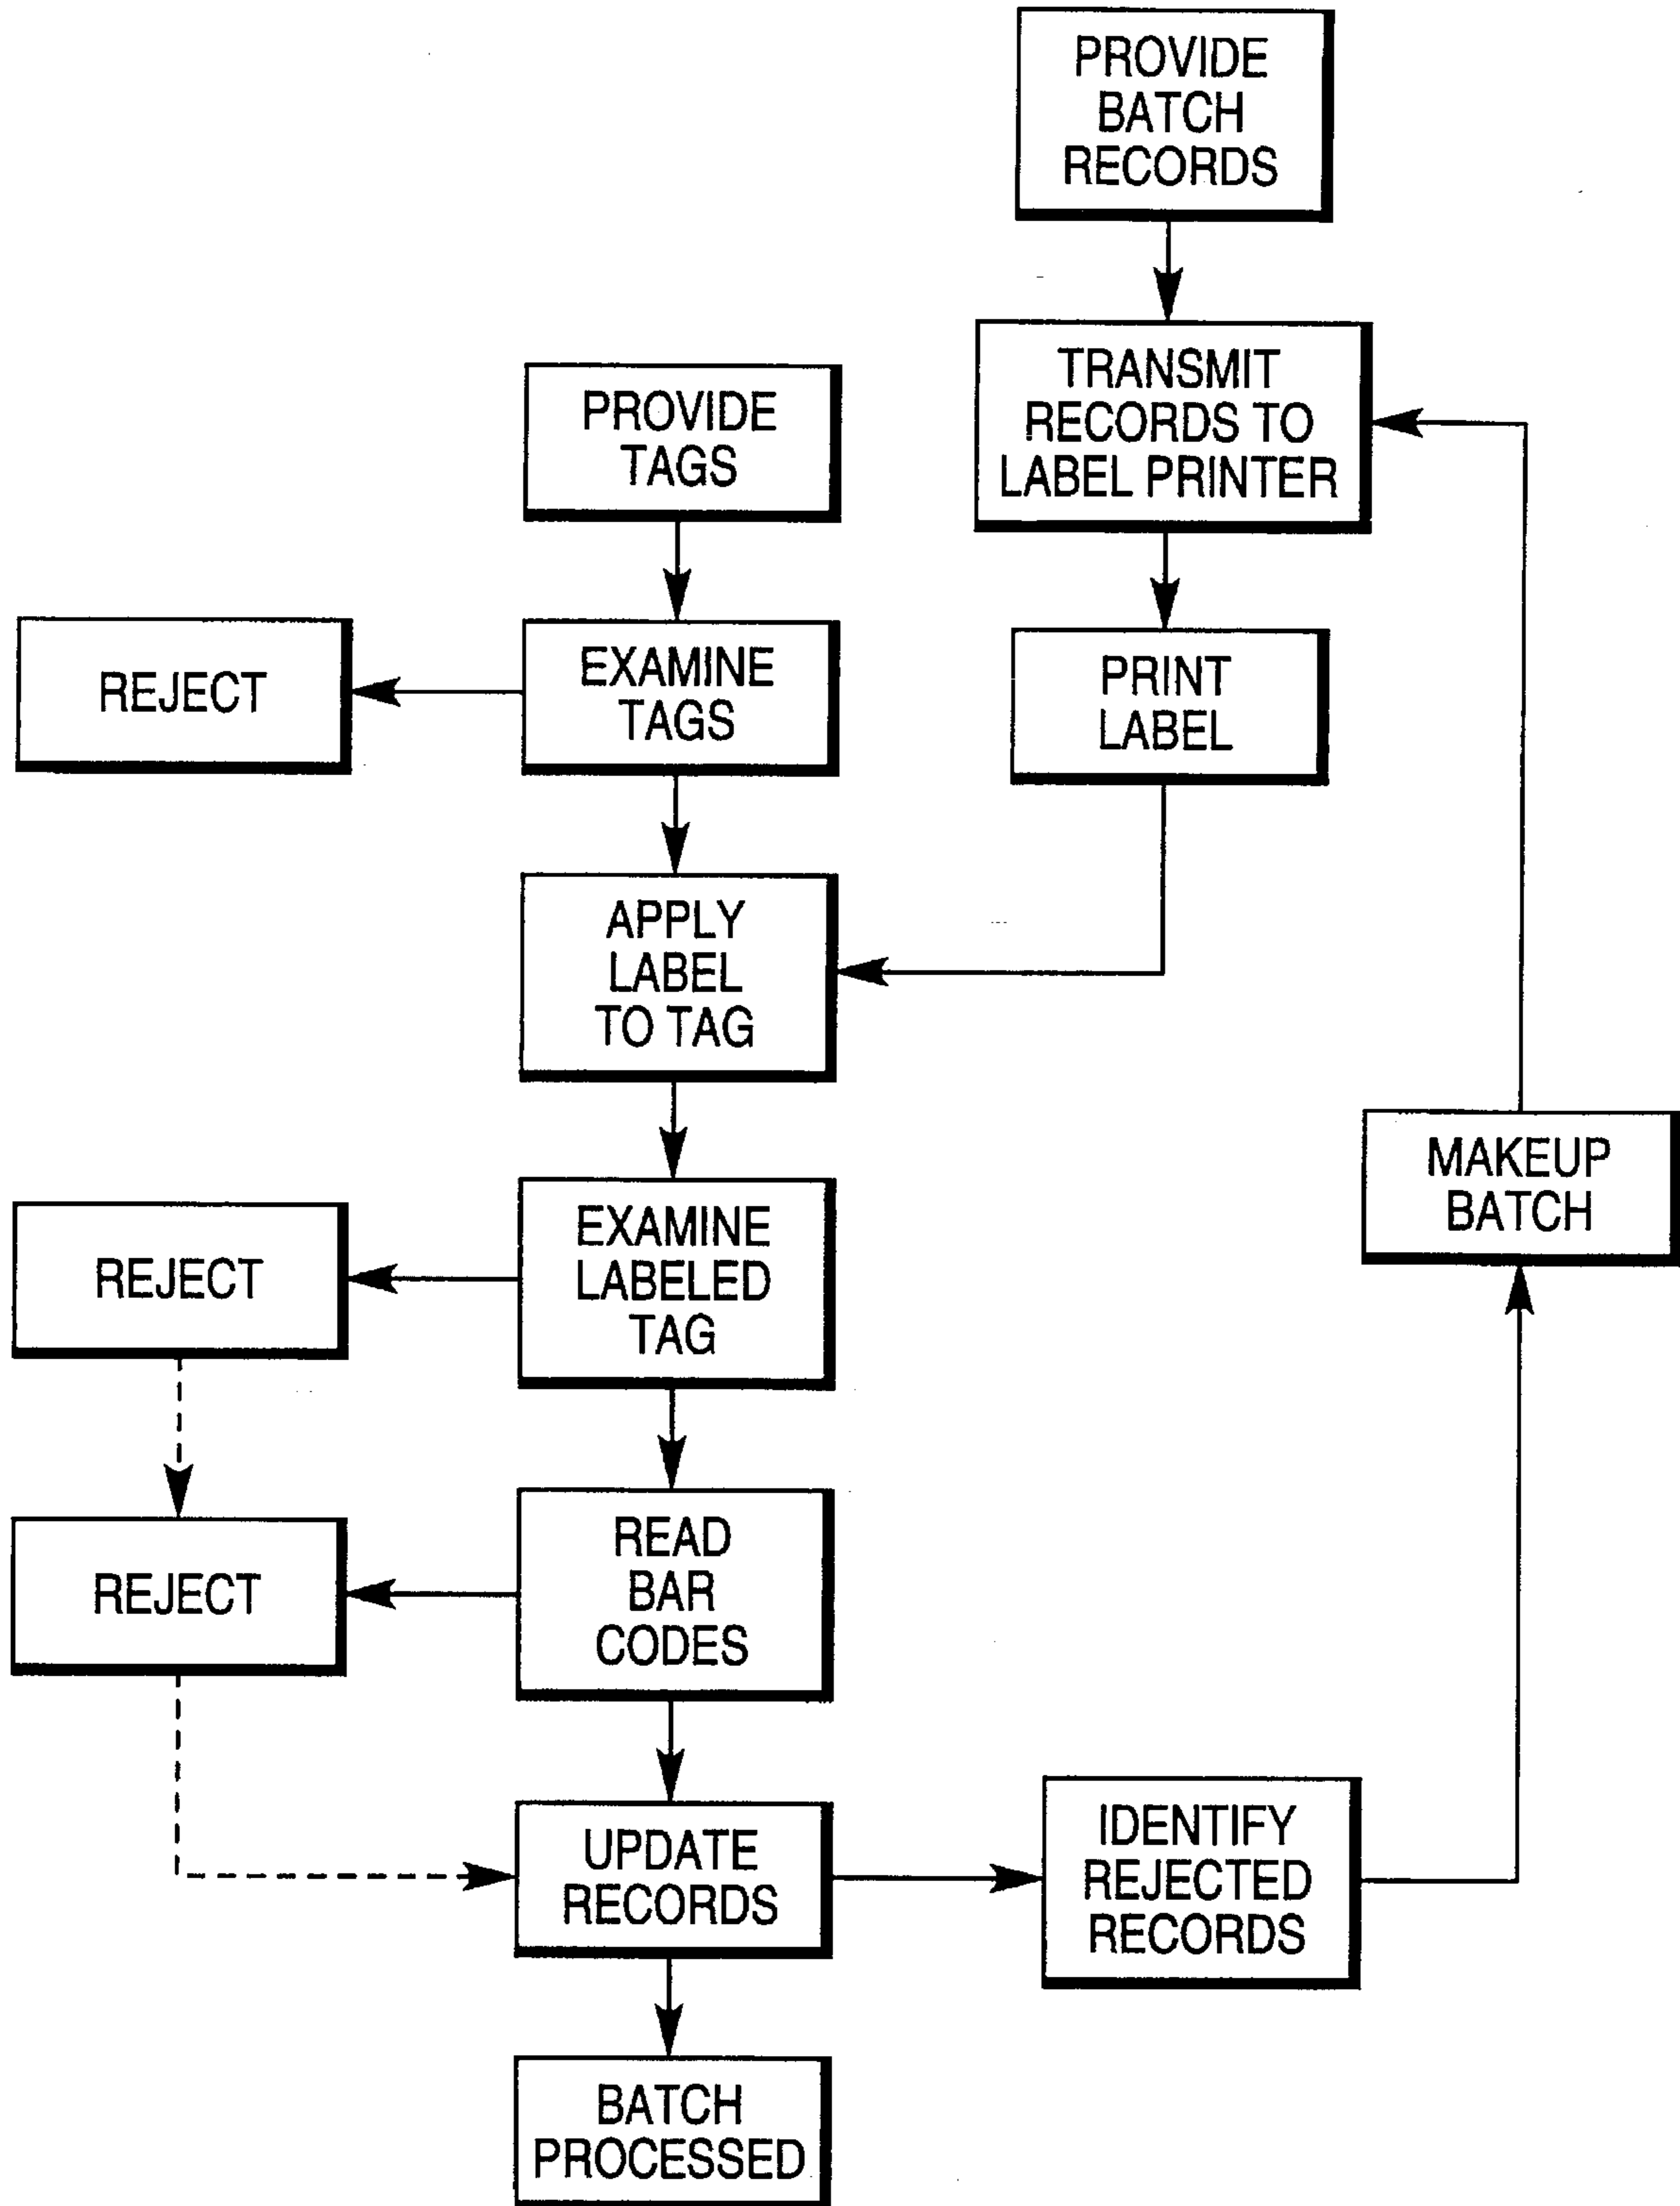 PROVIDE
BATCH
RECORDS
TRANSMIT
RECORDS TO
LABEL PRINTER
PROVIDE
TAGS
REJECT
EXAMINE
TAGS
PRINT
LABEL
APPLY
LABEL
TO TAG
MAKEUP
BATCH
REJECT
EXAMINE
LABELED
TAG
REJECT
READ
BAR
CODES
UPDATE
RECORDS
IDENTIFY
REJECTED
RECORDS
BATCH
PROCESSED